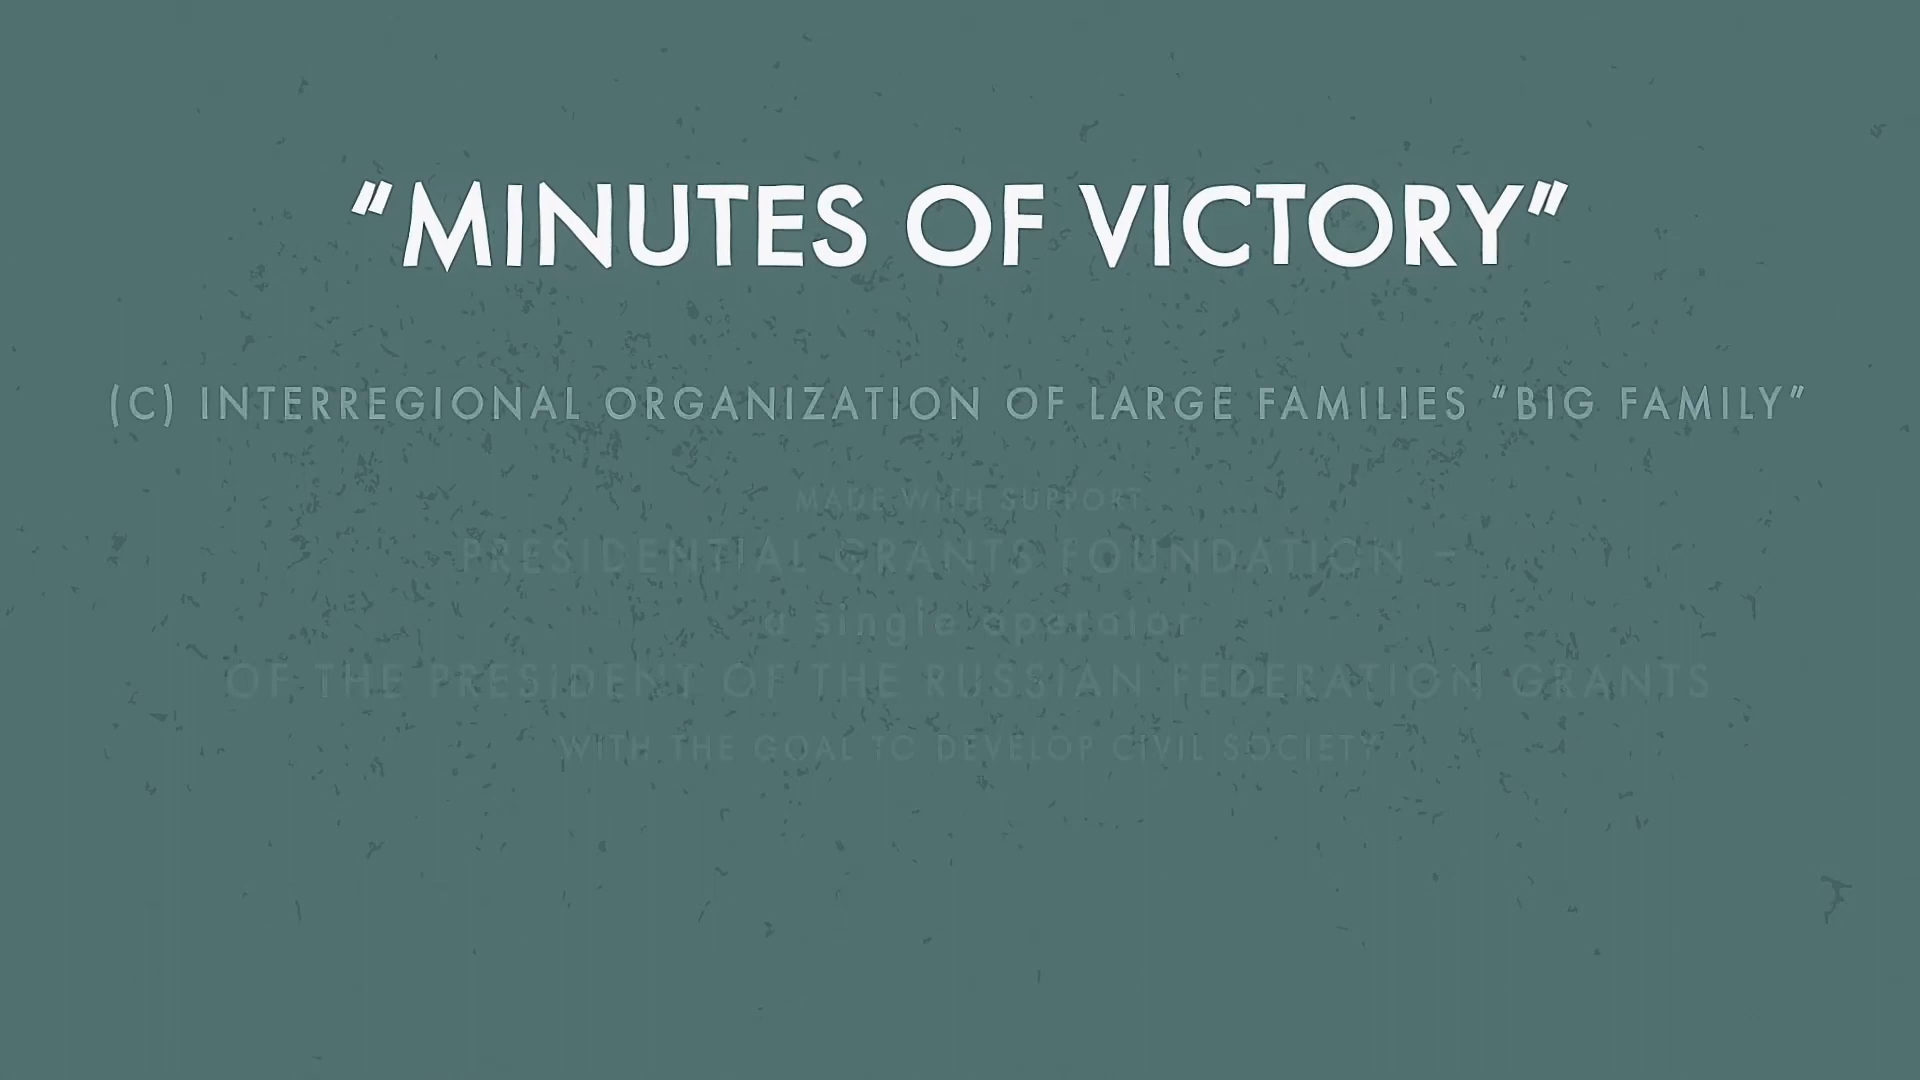 “MINUTES OF VICTORY”
(C) INTERREGIONAL ORGANIZATION OF LARGE FAMILIES “BIG FAMILY”
MADE WITH SUPPORT
PRESIDENTIAL GRANTS FOUNDATION –
a single operator
OF THE PRESIDENT OF THE RUSSIAN FEDERATION GRANTS
WITH THE GOAL TO DEVELOP CIVIL SOCIETY